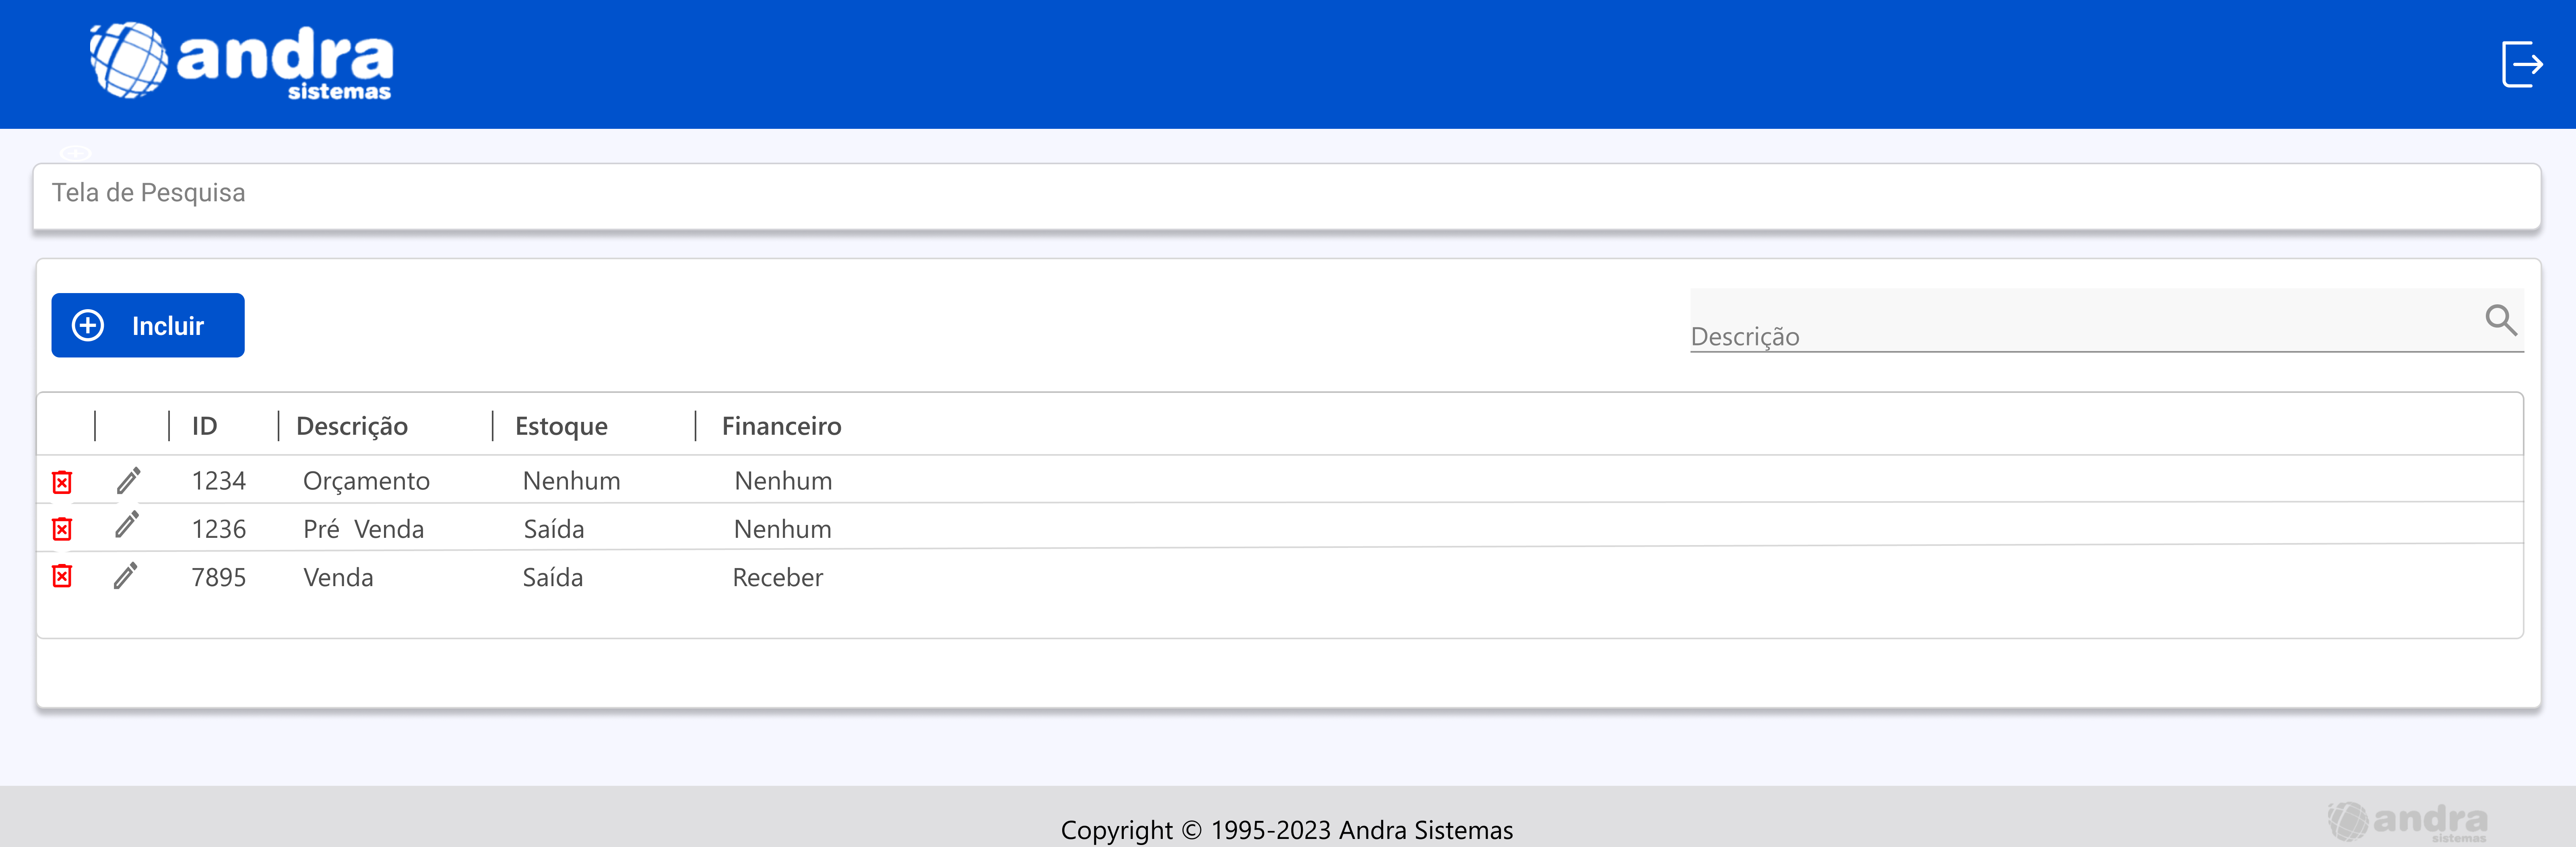 andra
sistemas
Tela de Pesquisa
Incluir
Descrição
ID Descrição Estoque Financeiro
1234 Orçamento Nenhum Nenhum
1236 Pré Venda Saída Nenhum
7895 Venda Saída Receber
Copyright © 1995-2023 Andra Sistemas
andra
sistemas